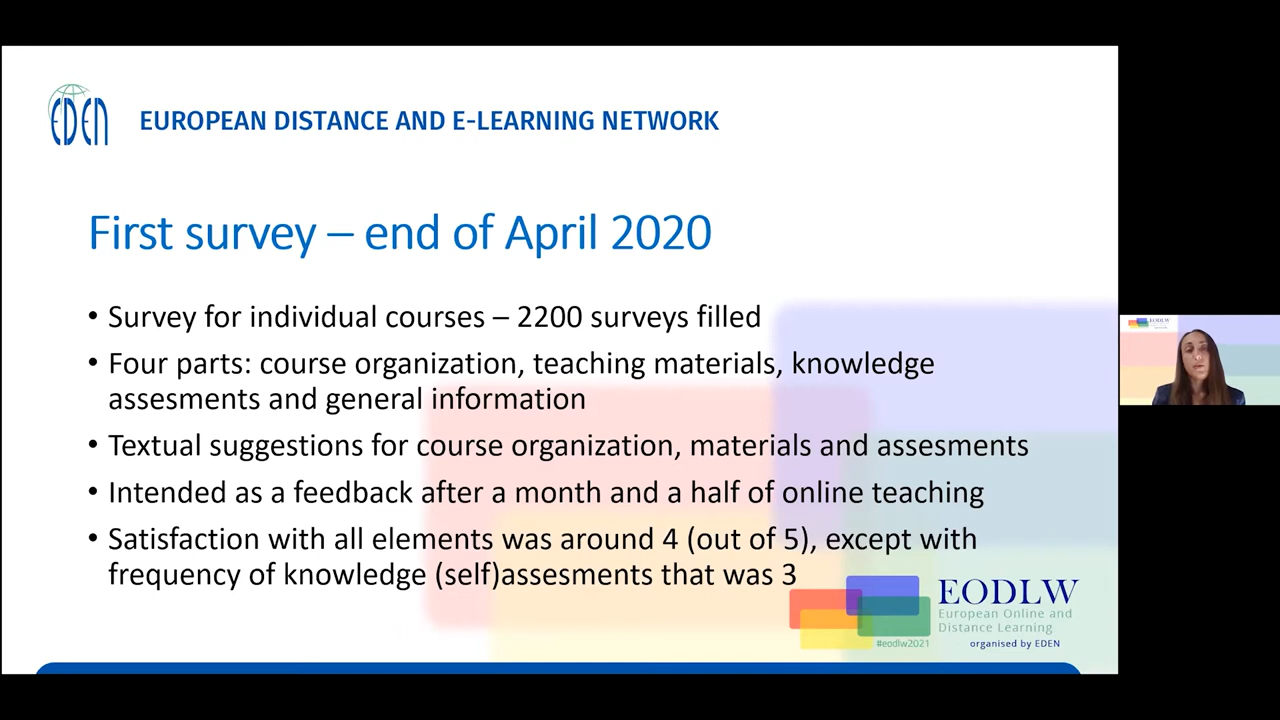 EDEN
EUROPEAN DISTANCE AND E-LEARNING NETWORK
First survey – end of April 2020
• Survey for individual courses – 2200 surveys filled
• Four parts: course organization, teaching materials, knowledge
assesments and general information
• Textual suggestions for course organization, materials and assesments
• Intended as a feedback after a month and a half of online teaching
• Satisfaction with all elements was around 4 (out of 5), except with
frequency of knowledge (self)assesments that was 3
EODLW
European Online and
Distance Learning
#eodlw2021
organised by EDEN
EODLW